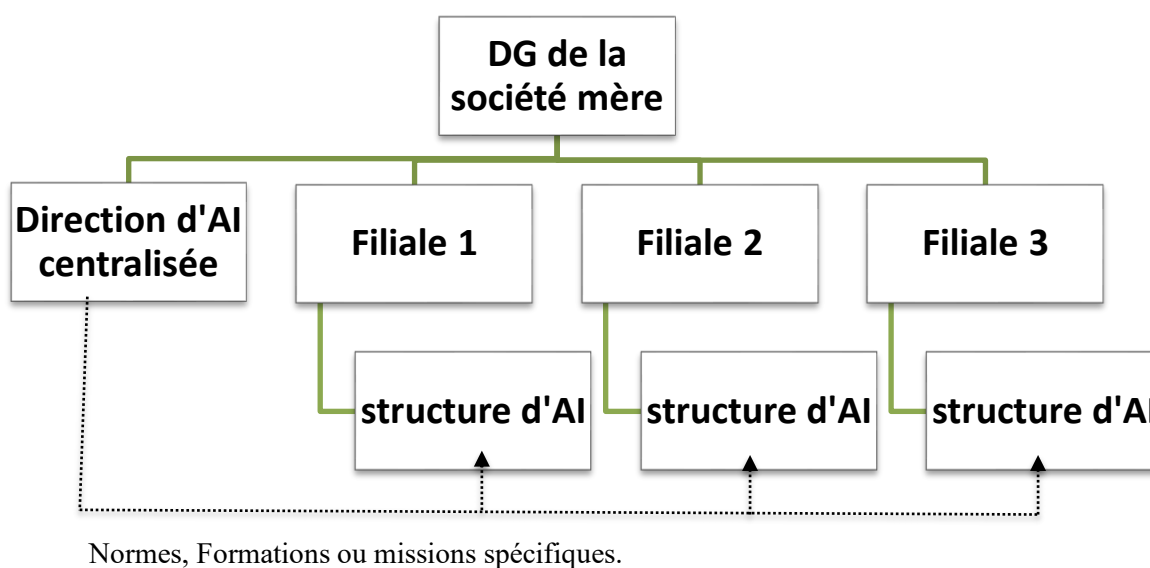 DG de la
société mère
Direction d'AI
centralisée
Filiale 1
Filiale 2
Filiale 3
structure d'AI
structure d'AI
structure d'AI
Normes, Formations ou missions spécifiques.